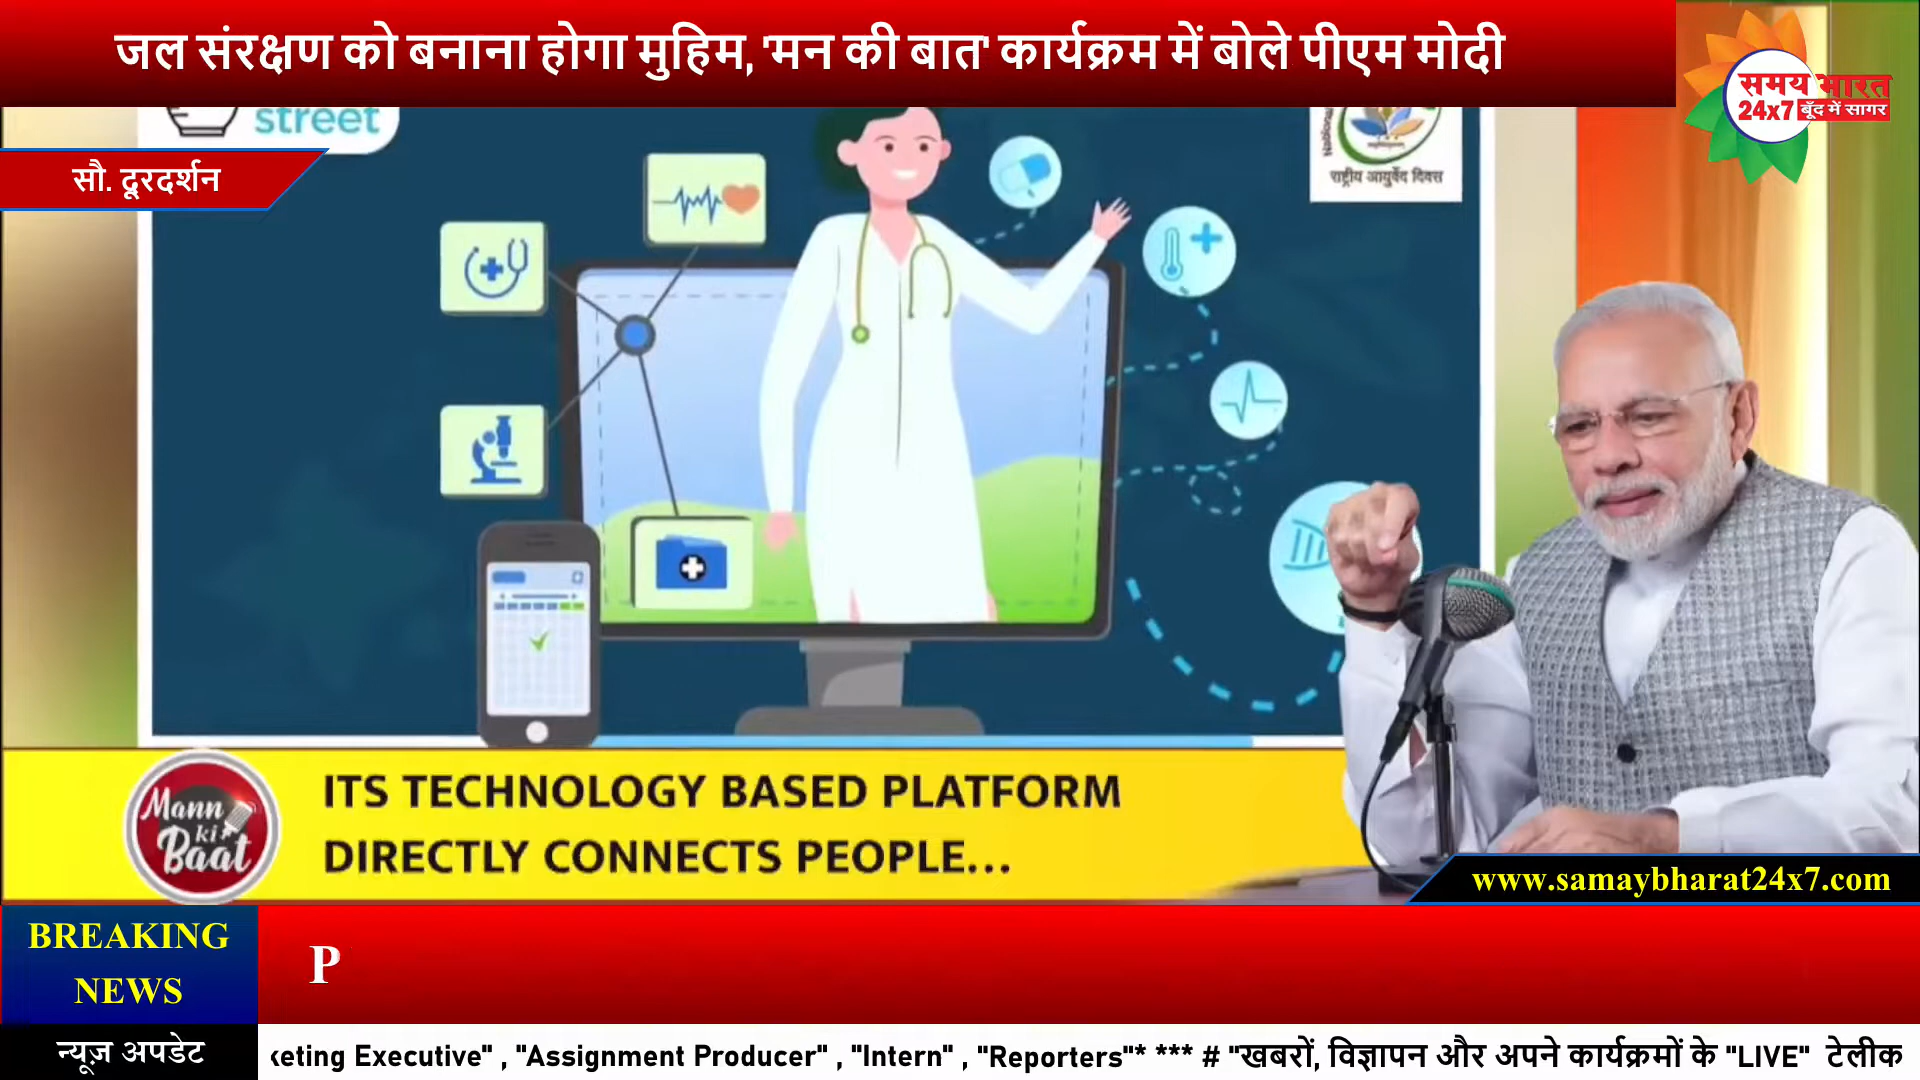 जल संरक्षण को बनाना होगा मुहिम, 'मन की बात' कार्यक्रम में बोले पीएम मोदी
समय भारत
24x7 बूँद में सागर
street
सौ. दूरदर्शन
राष्ट्रीय आयुर्वेद दिवस
Mann
ki
Baat
ITS TECHNOLOGY BASED PLATFORM
DIRECTLY CONNECTS PEOPLE...
www.samaybharat24x7.com
BREAKING
NEWS
P
न्यूज़ अपडेट
keting Executive" , "Assignment Producer" , "Intern" , "Reporters"* *** # "खबरों, विज्ञापन और अपने कार्यक्रमों के "LIVE" टेलीक